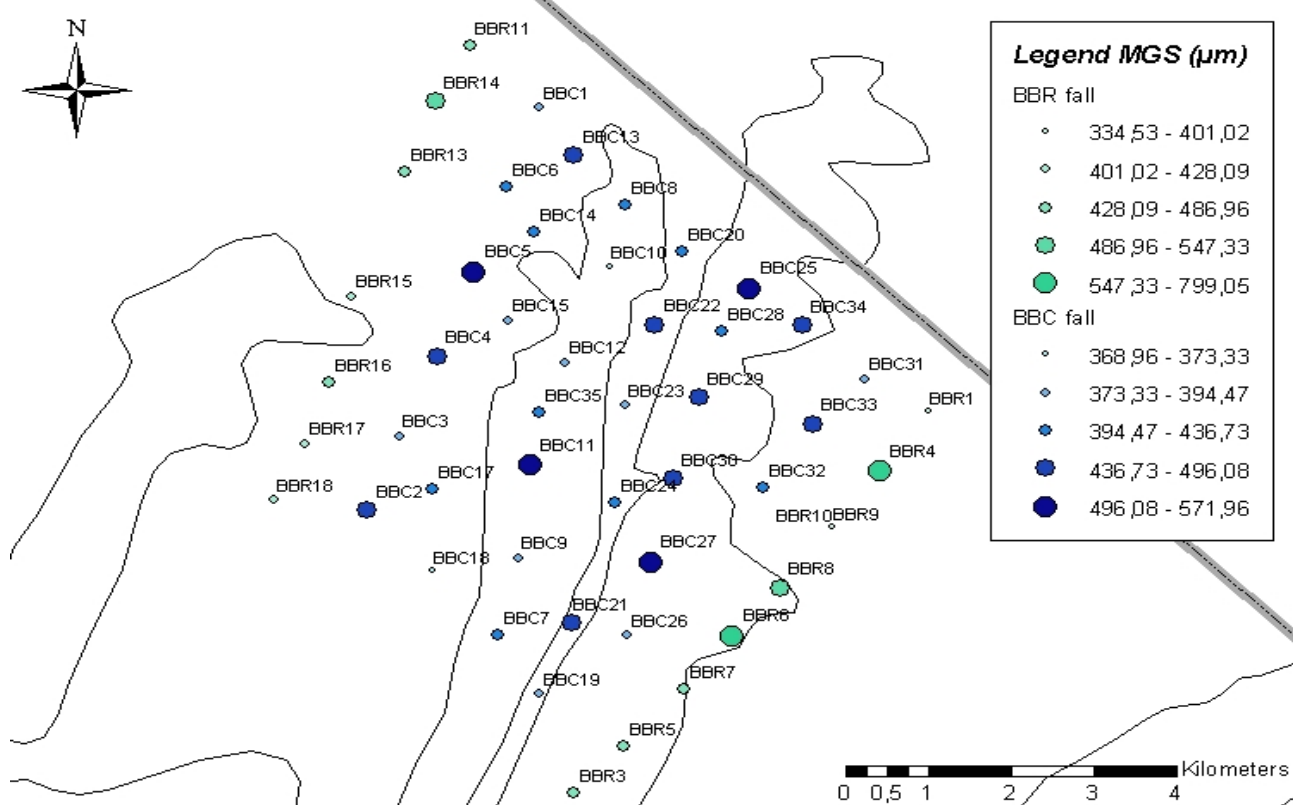 N
BBR11
BBR14
BBC1
BBC13
BBR13
BBC6
BBC8
BBC14
BBC20
BBC5
BBC10
BBC25
BBR15
BBC15
BBC22
BBC28
BBC34
BBC4
BBC12
BBR16
BBC29
BBC31
BBC35
BBC23
BBR1
BBC3
BBC33
BBR17
BBC11
BBR4
BBC30
BBC32
BBC17
BBR18
BBC2
BBC24
BBR10
BBR9
BBC9
BBC27
BBC18
BBR8
BBC21
BBC7
BBC26
BBR6
BBC19
BBR7
BBR5
BBR3
Legend MGS (µm)
BBR fall
334,53 - 401,02
401,02 - 428,09
428,09 - 486,96
486,96 - 547,33
547,33 - 799,05
BBC fall
368,96 - 373,33
373,33 - 394,47
394,47 - 436,73
436,73 - 496,08
496,08 - 571,96
Kilometers
0 0,5 1 2 3 4